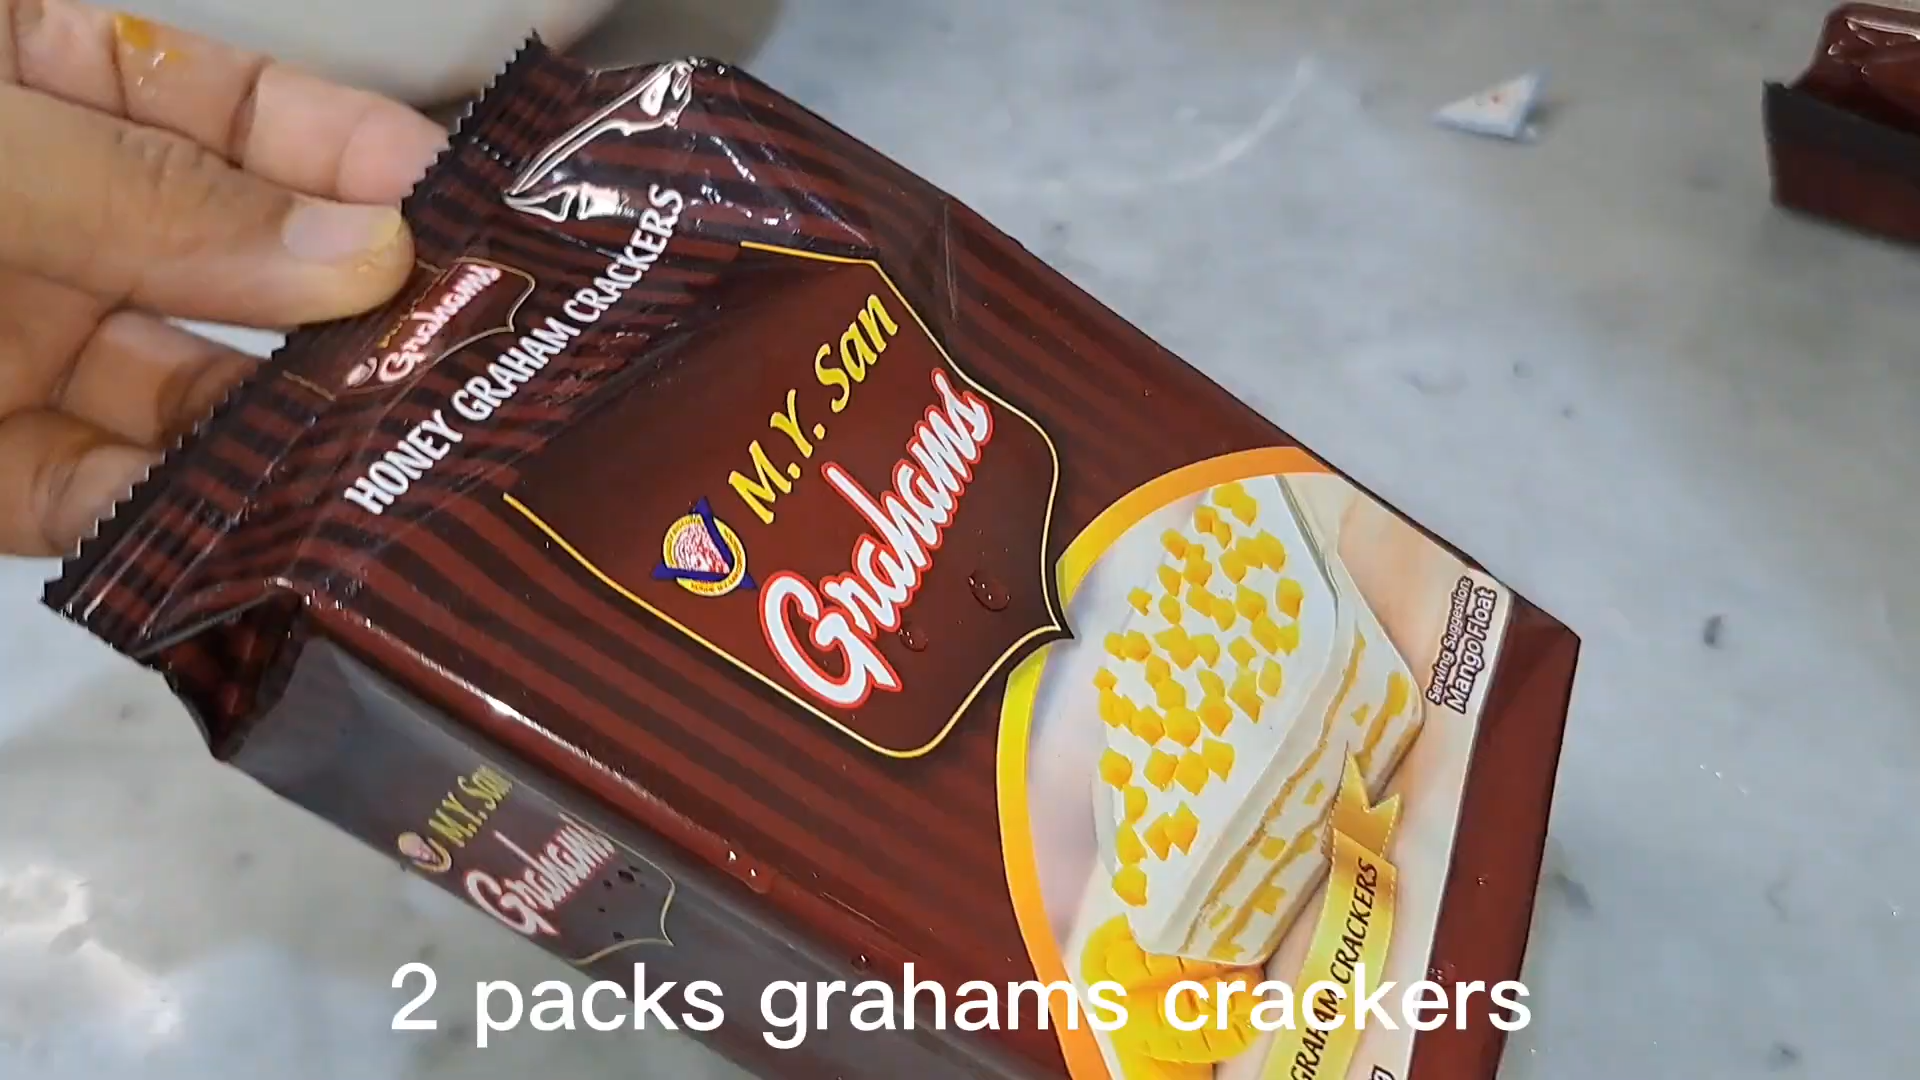 Grahams
HONEY GRAHAM CRACKERS
M.Y. San
Grahams
Serving Suggestion:
Mango Float
M.Y. San
Grahams
GRAHAM CRACKERS
2 packs grahams crackers